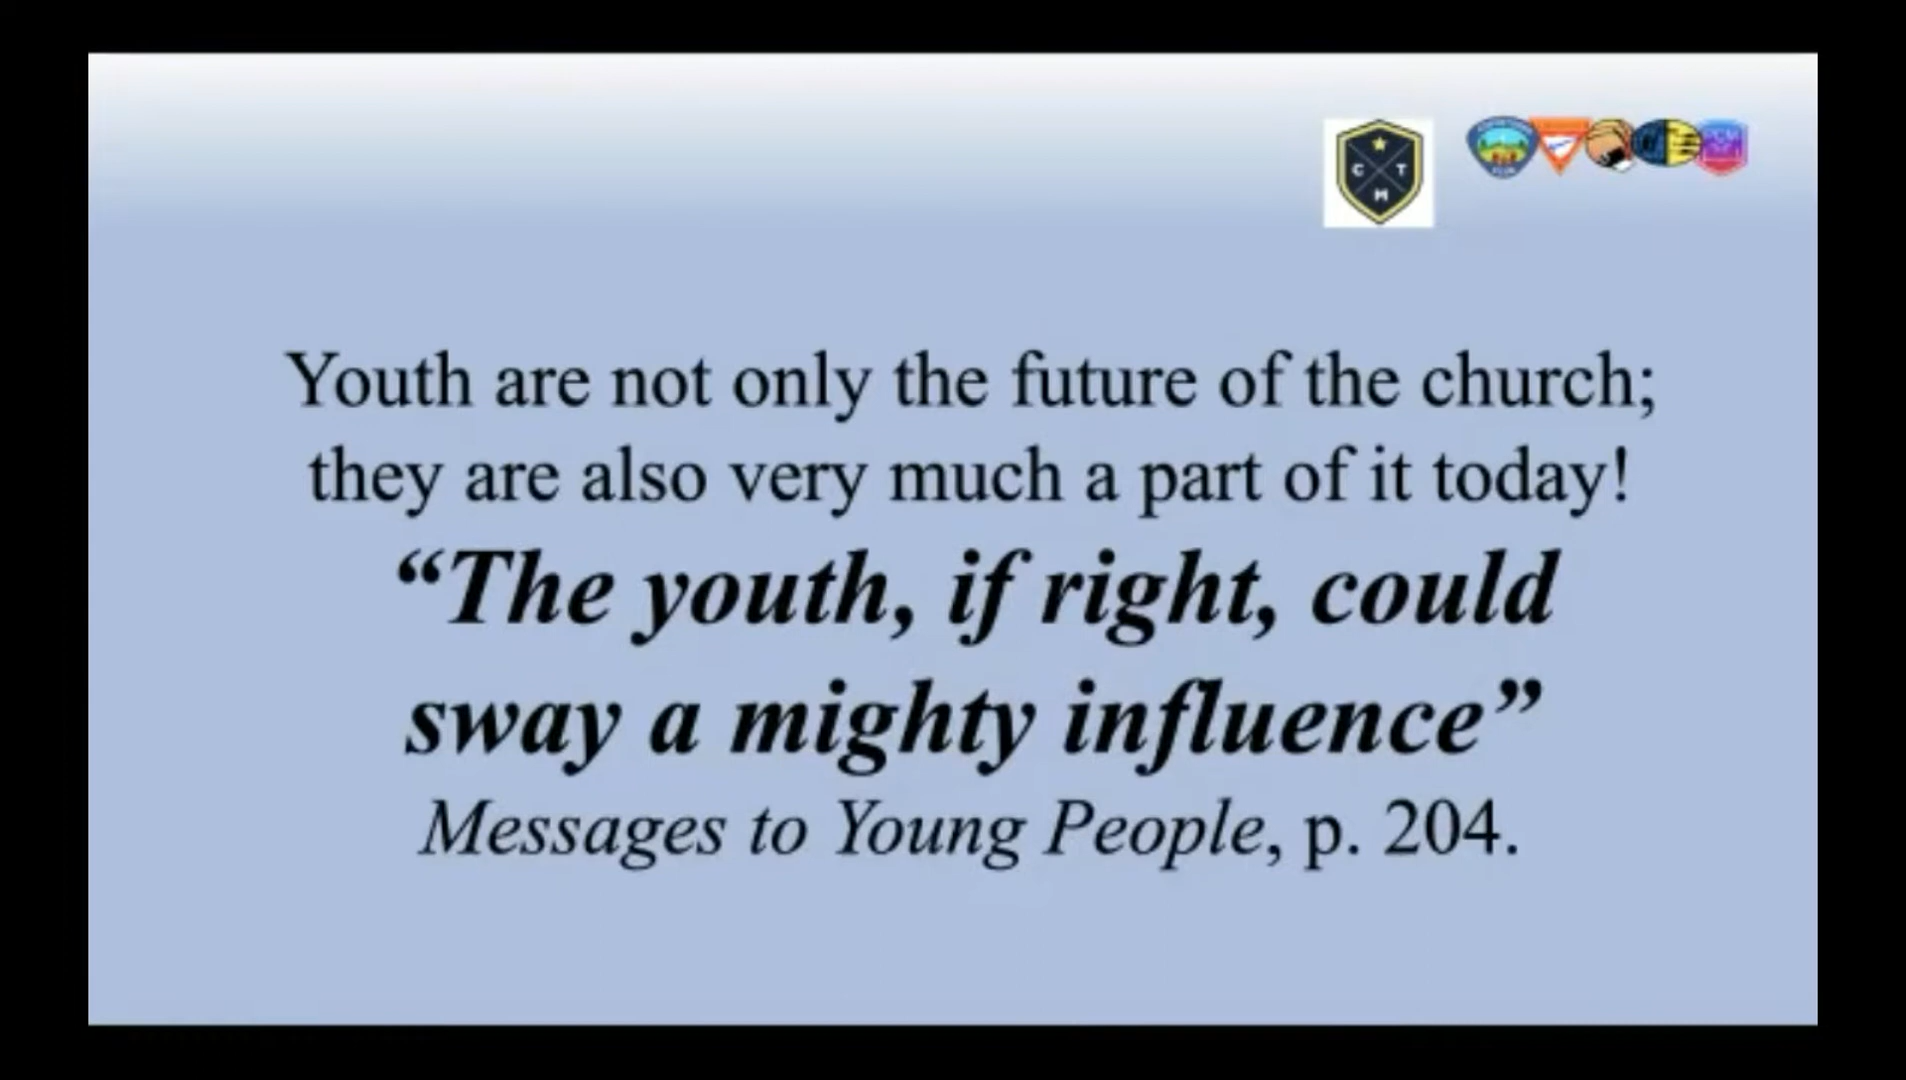 C T
M
PCM
Youth are not only the future of the church;
they are also very much a part of it today!
“The youth, if right, could
sway a mighty influence”
Messages to Young People, p. 204.